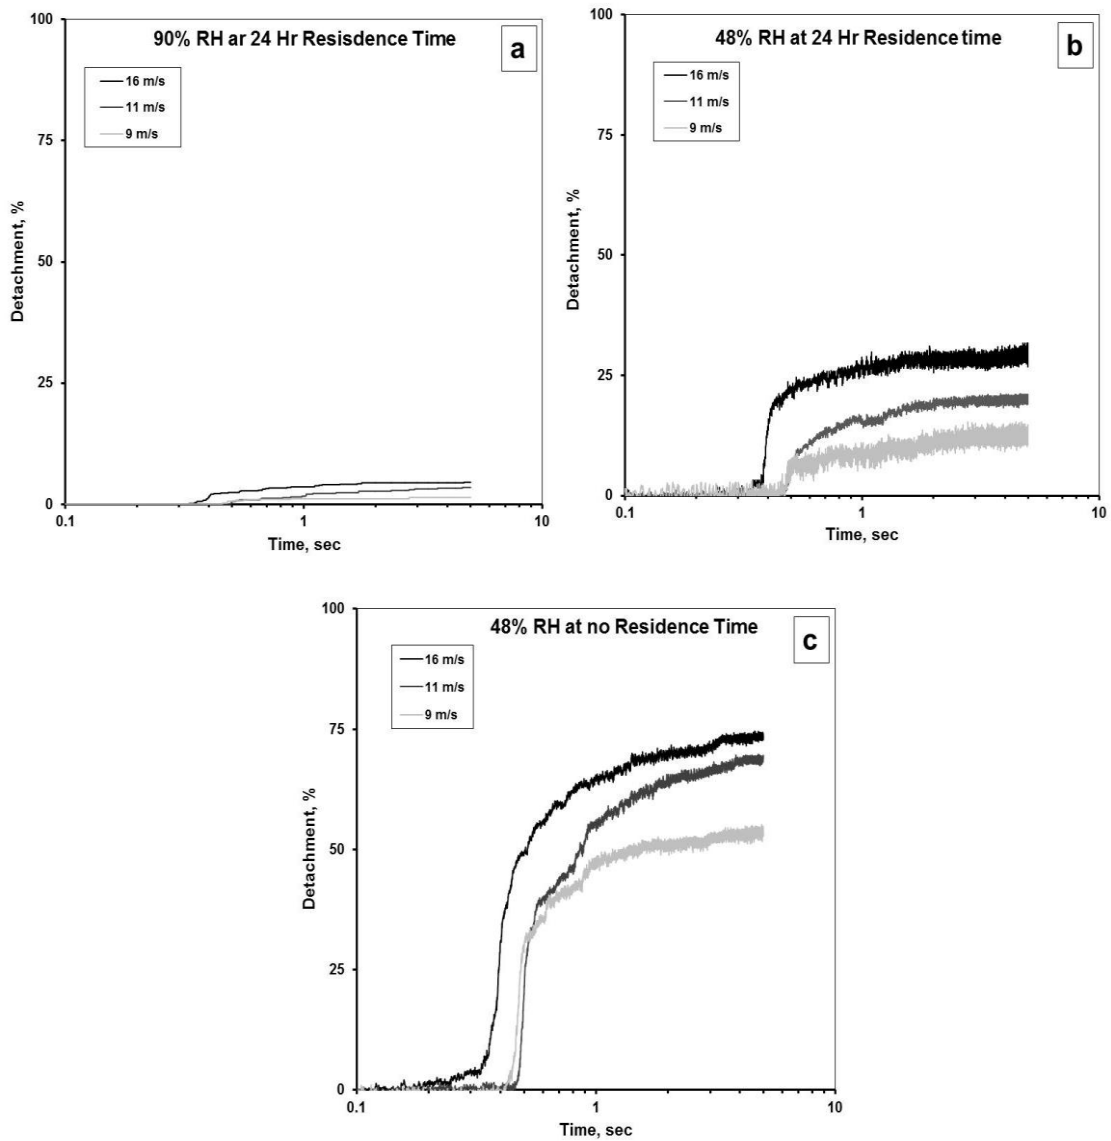 90% RH ar 24 Hr Resisdence Time
a
16 m/s
11 m/s
9 m/s
100
75
50
25
0
Detachment, %
0.1
1
10
Time, sec
48% RH at 24 Hr Residence time
b
16 m/s
11 m/s
9 m/s
100
75
50
25
0
Detachment, %
0.1
1
10
Time, sec
48% RH at no Residence Time
c
16 m/s
11 m/s
9 m/s
100
75
50
25
0
Detachment, %
0.1
1
10
Time, sec